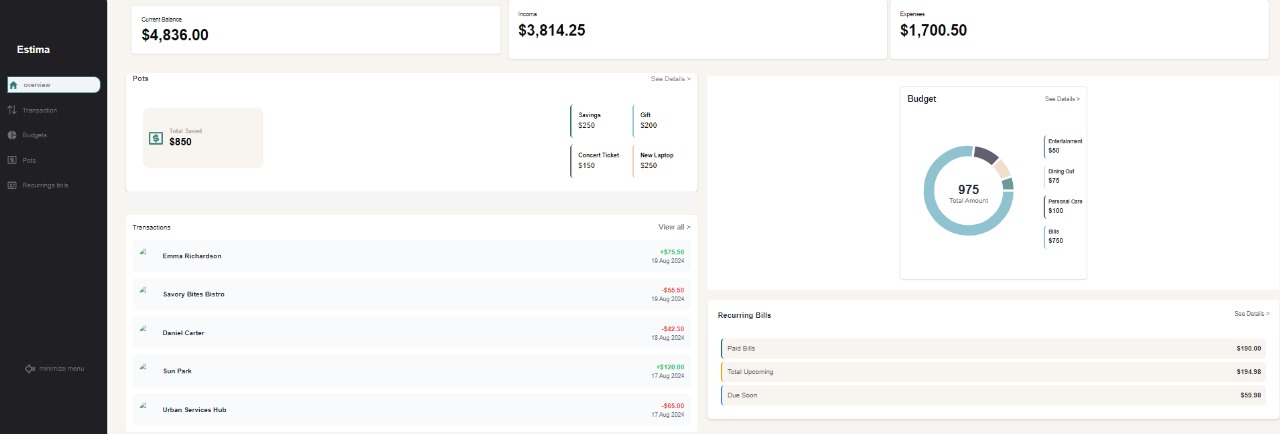 Estima
overview
Transaction
Budgets
Pots
Recurrings bills
minimize menu
Current Balance
$4,836.00
Income
$3,814.25
Expenses
$1,700.50
Pots
See Details >
Total Saved
$850
Savings
$250
Gift
$200
Concert Ticket
$150
New Laptop
$250
Transactions
View all >
Emma Richardson
+$75.50
19 Aug 2024
Savory Bites Bistro
-$55.50
19 Aug 2024
Daniel Carter
-$42.30
18 Aug 2024
Sun Park
+$120.00
17 Aug 2024
Urban Services Hub
-$65.00
17 Aug 2024
Budget
See Details >
975
Total Amount
Entertainment
$50
Dining Out
$75
Personal Care
$100
Bills
$750
Recurring Bills
See Details >
Paid Bills
$190.00
Total Upcoming
$194.98
Due Soon
$59.98